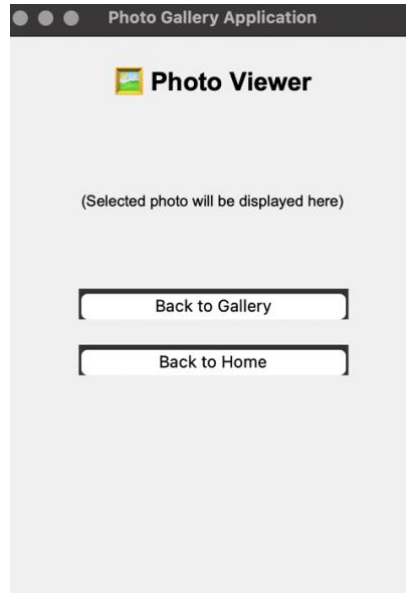 Photo Gallery Application
🖼️ Photo Viewer
(Selected photo will be displayed here)
Back to Gallery
Back to Home